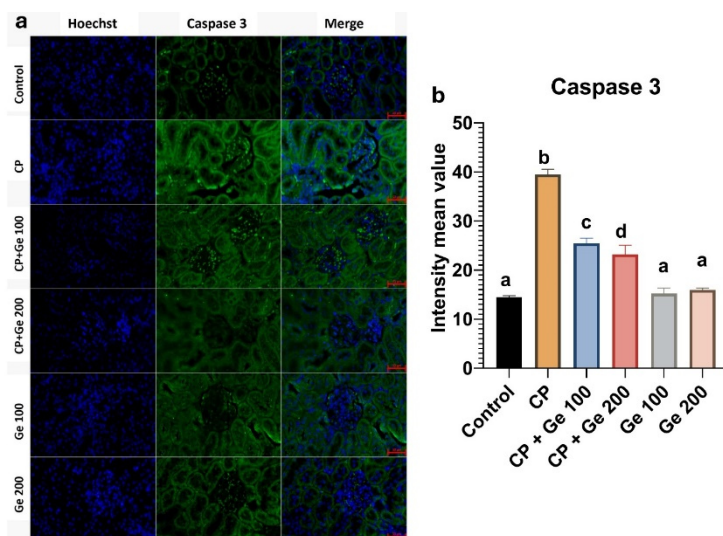 a
Hoechst Caspase 3 Merge
Control
CP
CP+Ge 100
CP+Ge 200
Ge 100
Ge 200
b
Caspase 3
Intensity mean value
50
40
30
20
10
0
a
b
c
d
a
a
Control
CP
CP + Ge 100
CP + Ge 200
Ge 100
Ge 200